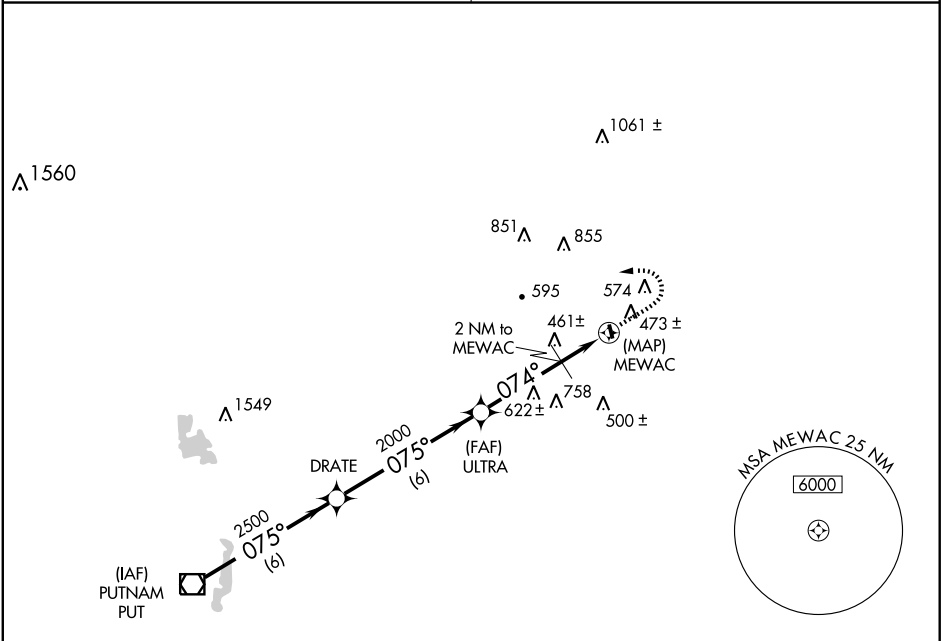 1061 ±
1560
851
855
595
574
461±
473 ±
2 NM to
MEWAC
(MAP)
MEWAC
074°
758
622±
500 ±
1549
2000
075°
(6)
(FAF)
ULTRA
DRATE
MSA MEWAC 25 NM
6000
2500
075°
(6)
(IAF)
PUTNAM
PUT